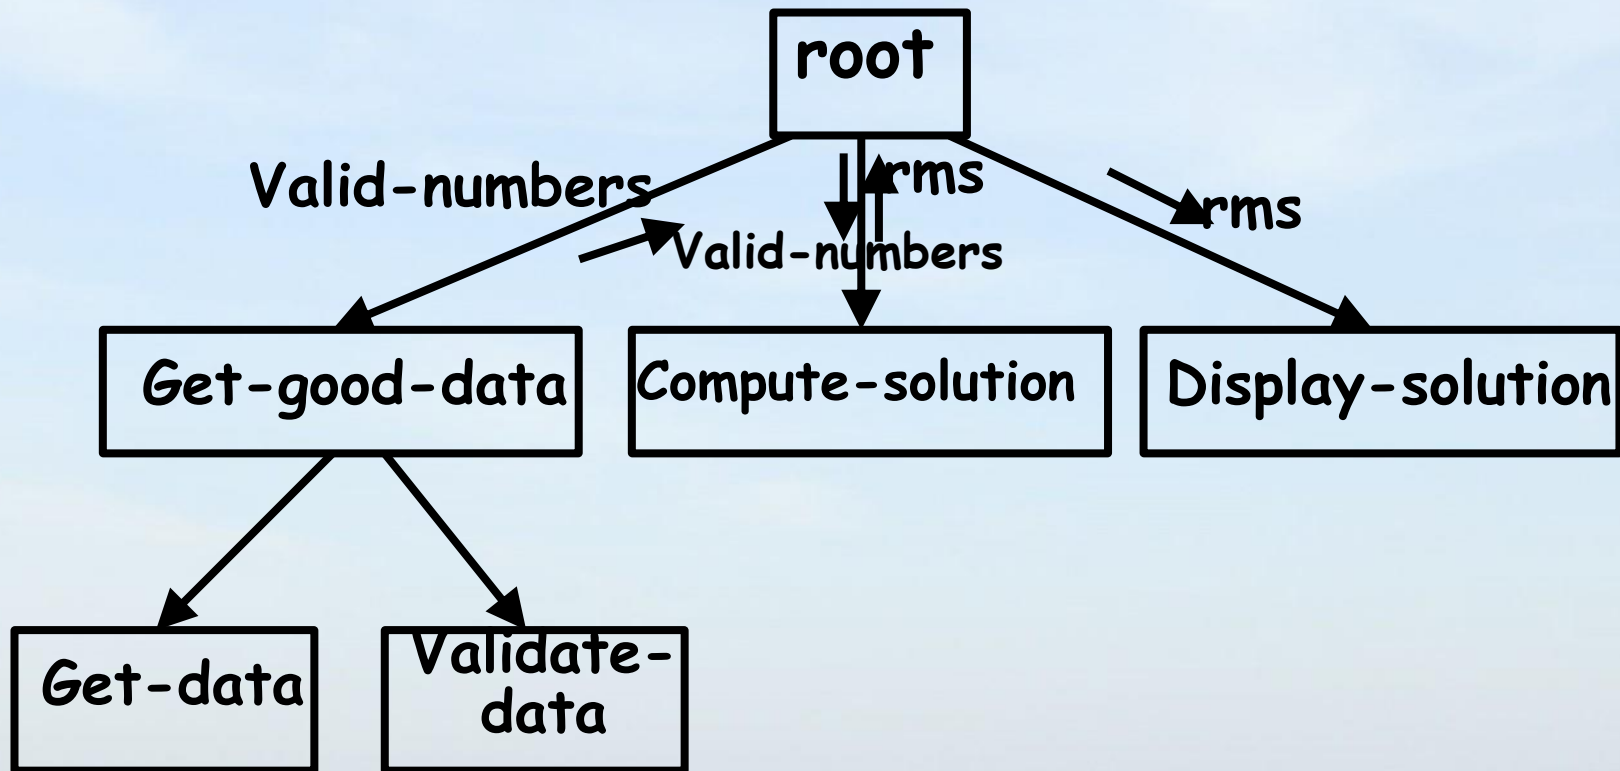 root
Valid-numbers
rms
rms
Valid-numbers
Get-good-data
Compute-solution
Display-solution
Get-data
Validate-
data